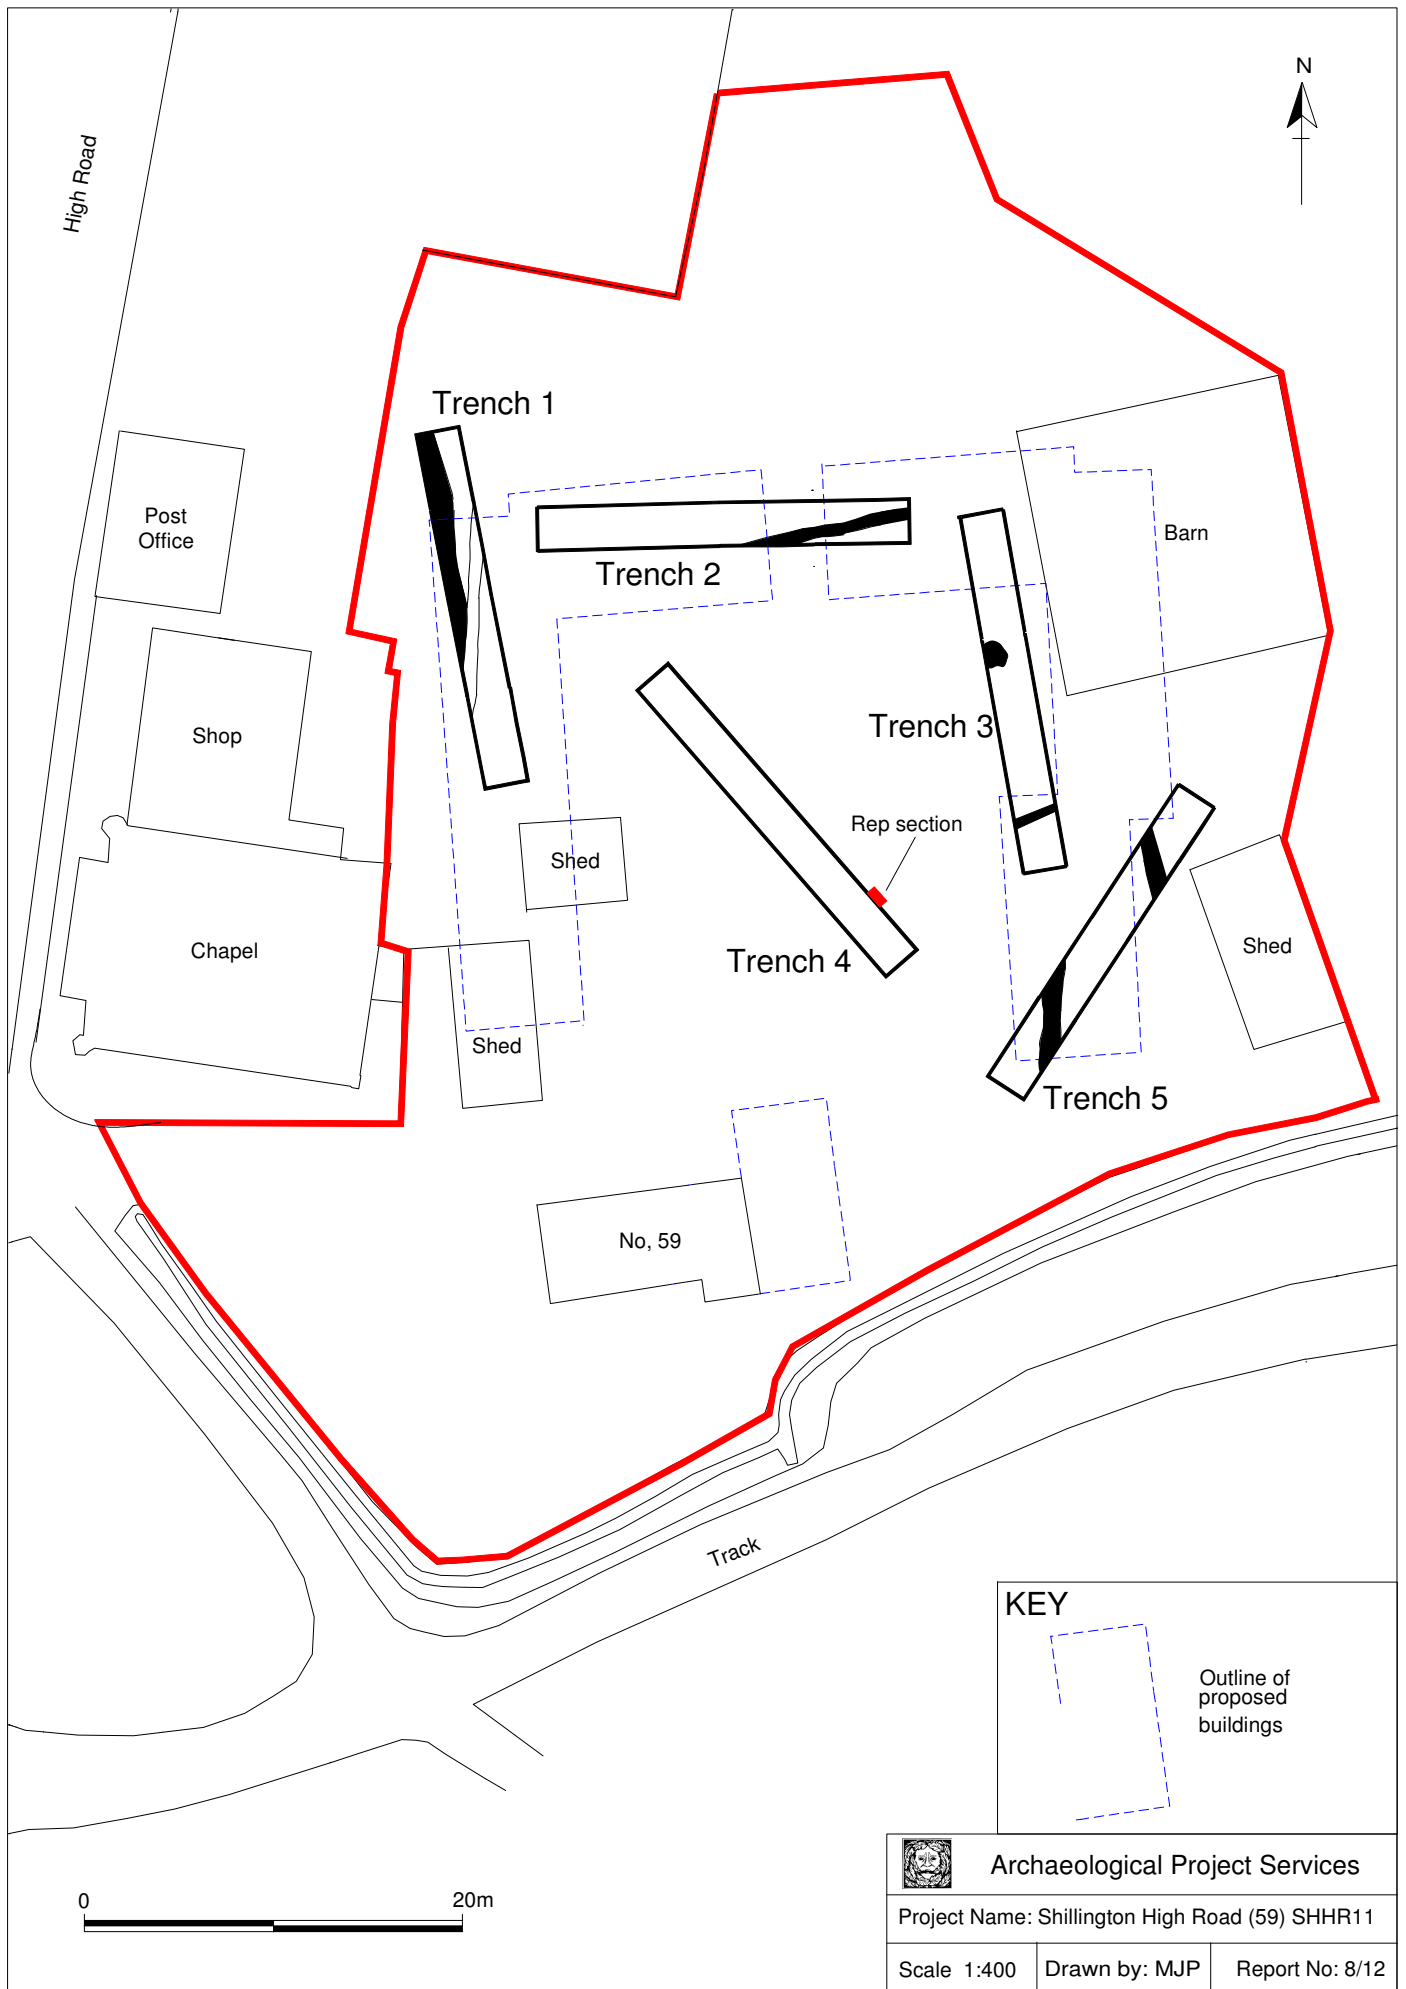 N
High Road
Trench 1
Post
Office
Barn
Trench 2
Shop
Trench 3
Rep section
Shed
Chapel
Trench 4
Shed
Shed
Trench 5
No, 59
Track
KEY
Outline of
proposed
buildings
0 20m
Archaeological Project Services
Project Name: Shillington High Road (59) SHHR11
Scale 1:400
Drawn by: MJP
Report No: 8/12